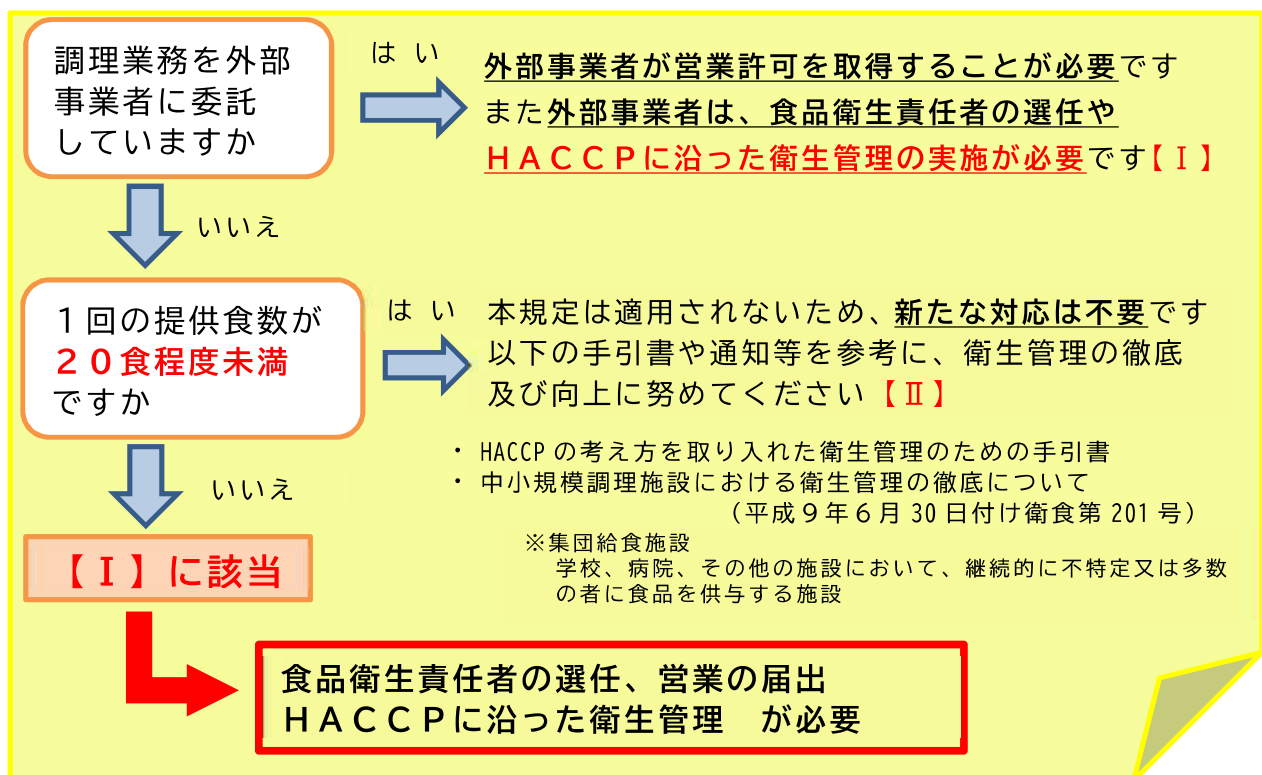 調理業務を外部
事業者に委託
していますか
はい
外部事業者が営業許可を取得することが必要です
また外部事業者は、食品衛生責任者の選任や
ＨＡＣＣＰに沿った衛生管理の実施が必要です【Ⅰ】
いいえ
１回の提供食数が
２０食程度未満
ですか
はい
本規定は適用されないため、新たな対応は不要です
以下の手引書や通知等を参考に、衛生管理の徹底
及び向上に努めてください【Ⅱ】
・ HACCP の考え方を取り入れた衛生管理のための手引書
・ 中小規模調理施設における衛生管理の徹底について
（平成９年６月 30 日付け衛食第 201 号）
※集団給食施設
学校、病院、その他の施設において、継続的に不特定又は多数
の者に食品を供与する施設
いいえ
【Ⅰ】に該当
食品衛生責任者の選任、営業の届出
ＨＡＣＣＰに沿った衛生管理　が必要